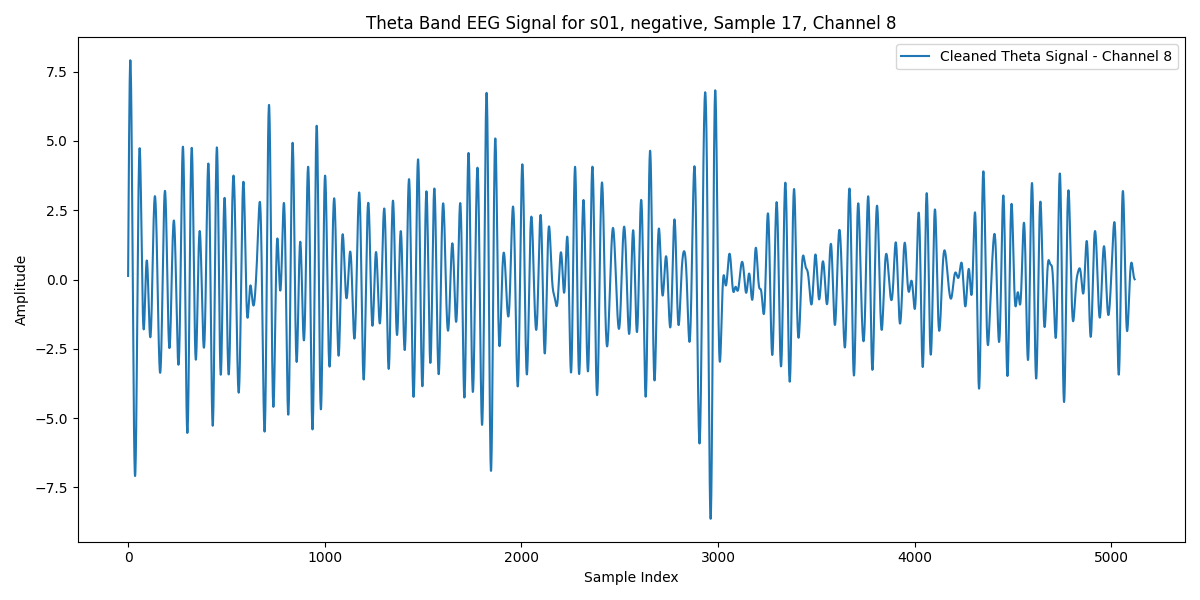 Theta Band EEG Signal for s01, negative, Sample 17, Channel 8
Cleaned Theta Signal - Channel 8
Amplitude
7.5
5.0
2.5
0.0
−2.5
−5.0
−7.5
0 1000 2000 3000 4000 5000
Sample Index